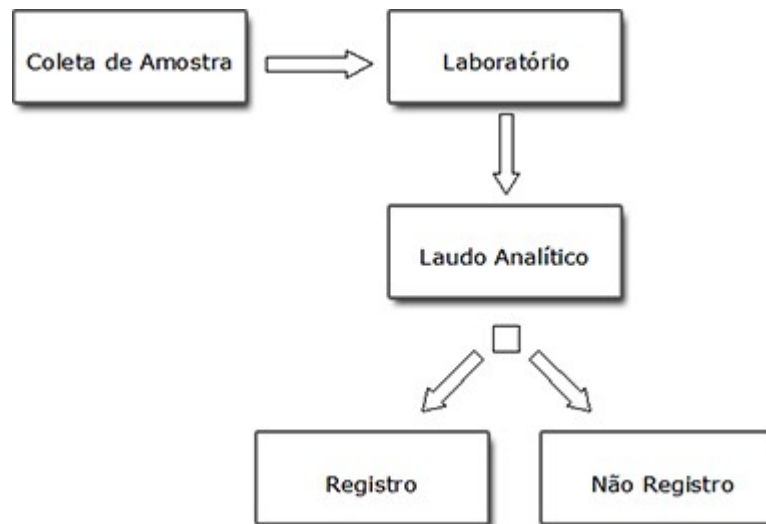 Coleta de Amostra
Laboratório
Laudo Analítico
Registro
Não Registro